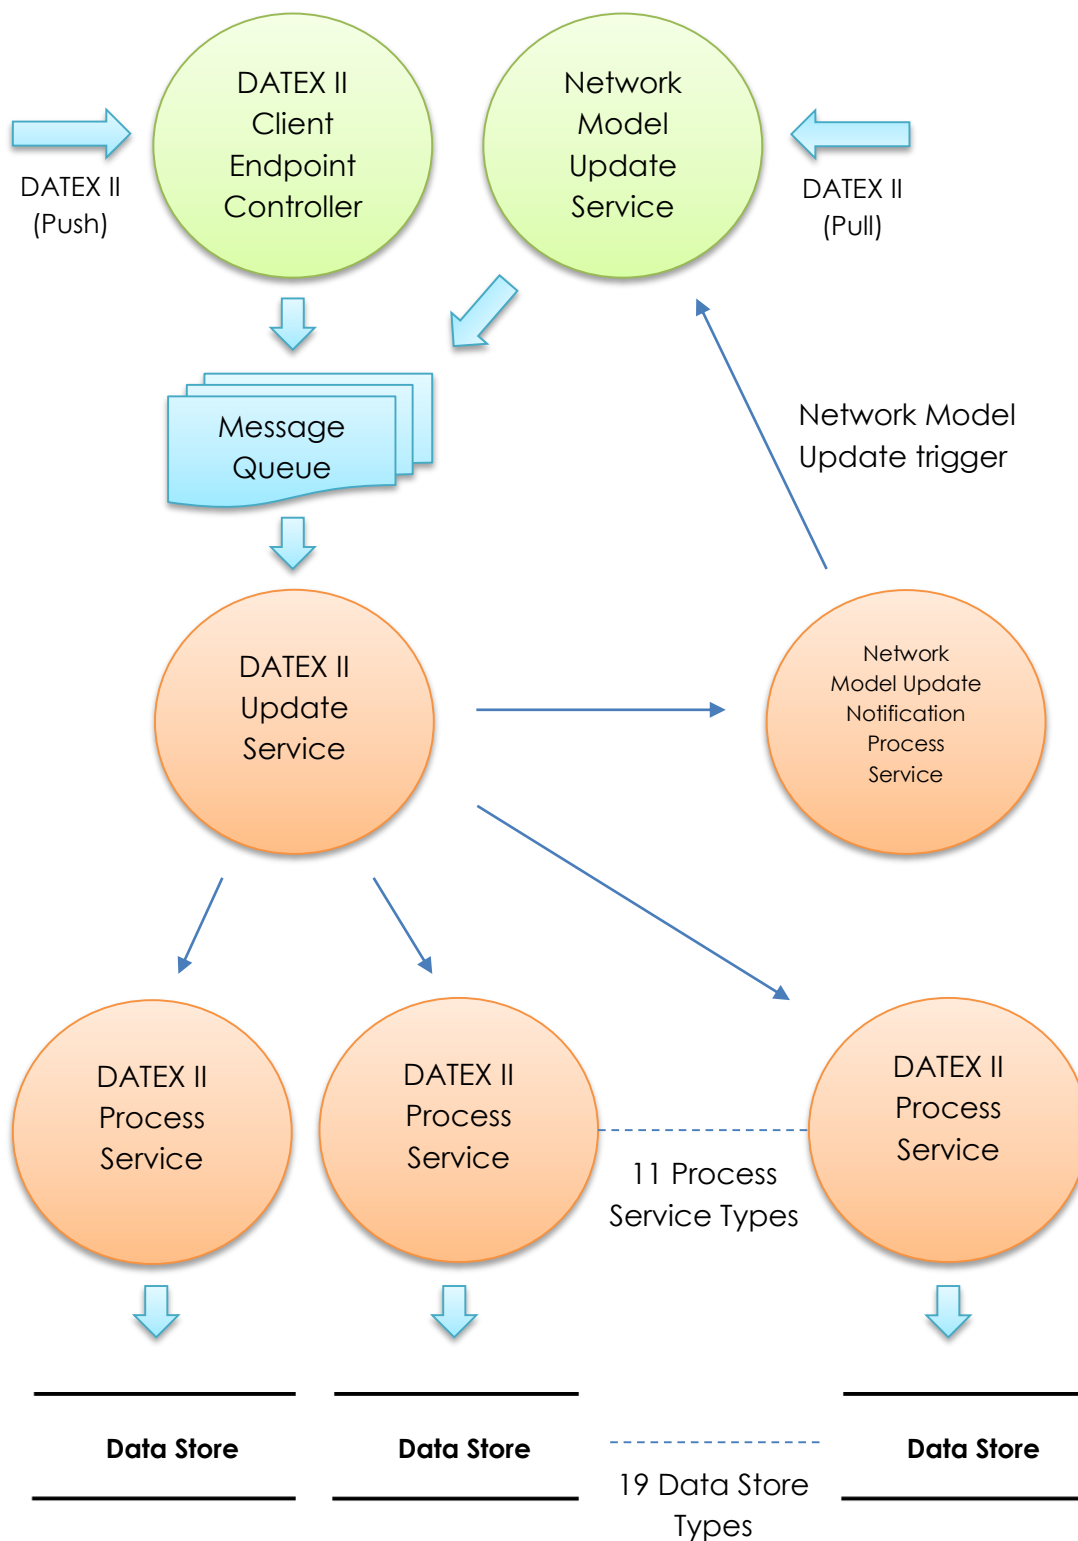 DATEX II
Client
Endpoint
Controller
Network
Model
Update
Service
DATEX II
(Push)
DATEX II
(Pull)
Message
Queue
Network Model
Update trigger
DATEX II
Update
Service
Network
Model Update
Notification
Process
Service
DATEX II
Process
Service
DATEX II
Process
Service
DATEX II
Process
Service
11 Process
Service Types
Data Store
Data Store
Data Store
19 Data Store
Types